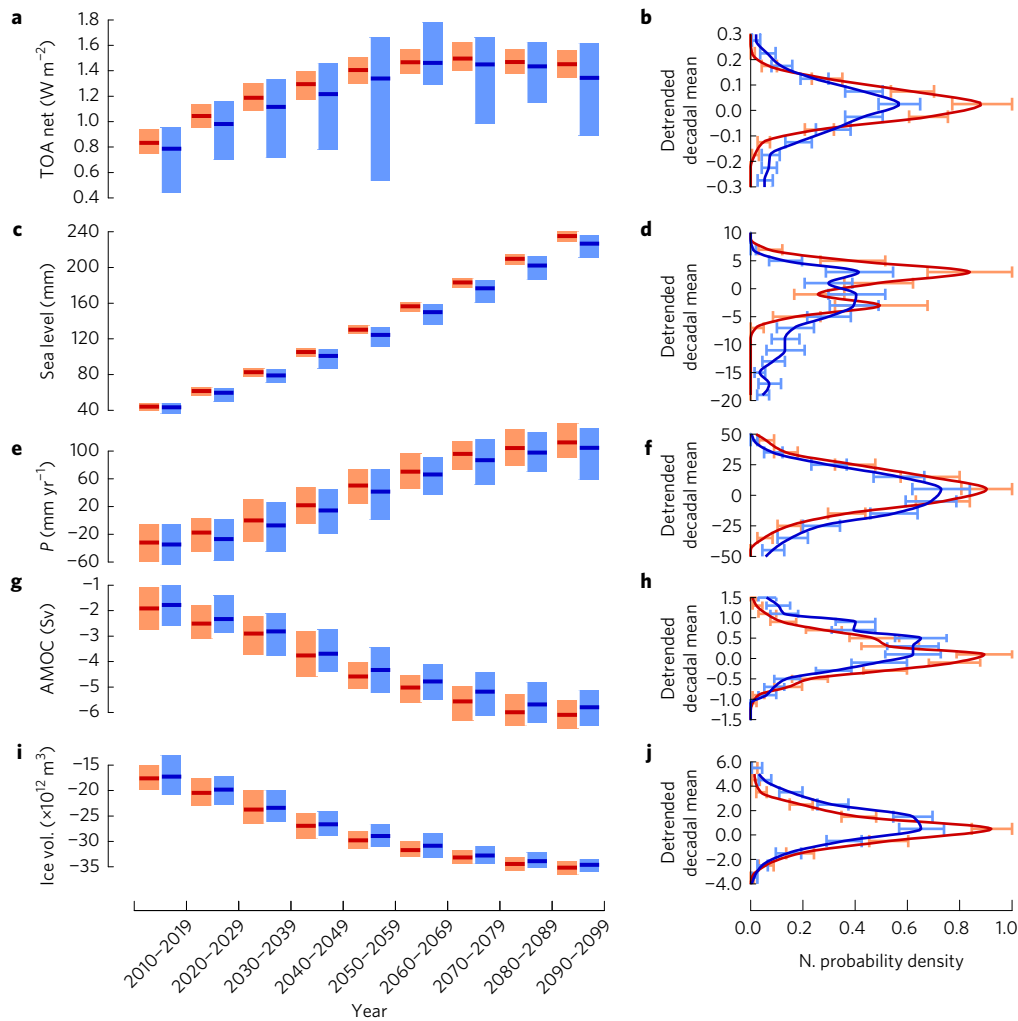 a
TOA net (W m−2)
1.8
1.6
1.4
1.2
1.0
0.8
0.6
0.4
b
Detrended
decadal mean
0.3
0.2
0.1
0.0
−0.1
−0.2
−0.3
c
Sea level (mm)
240
200
160
120
80
40
d
Detrended
decadal mean
10
5
0
−5
−10
−15
−20
e
P (mm yr−1)
100
60
−20
−60
f
Detrended
decadal mean
50
25
0
−25
−50
g
AMOC (Sv)
−1
−2
−3
−4
−5
−6
h
Detrended
decadal mean
1.5
1.0
0.5
0.0
−0.5
−1.0
−1.5
i
Ice vol. (×1012 m3)
−15
−20
−25
−30
−35
j
Detrended
decadal mean
6.0
4.0
2.0
0.0
−2.0
−4.0
2010–2019
2020–2029
2030–2039
2040–2049
2050–2059
2060–2069
2070–2079
2080–2089
2090–2099
Year
0.0 0.2 0.4 0.6 0.8 1.0
N. probability density